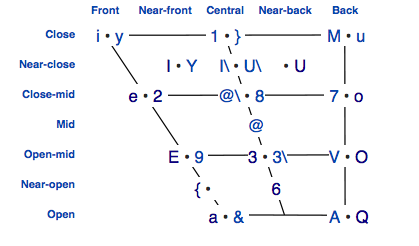 Front Near-front Central Near-back Back
Close i • y 1 • } M • u
Near-close I • Y I\ • U\ • U
Close-mid e • 2 @\ • 8 7 • o
Mid @
Open-mid E • 9 3 • 3\ V • O
Near-open { • 6
Open a • & A • Q